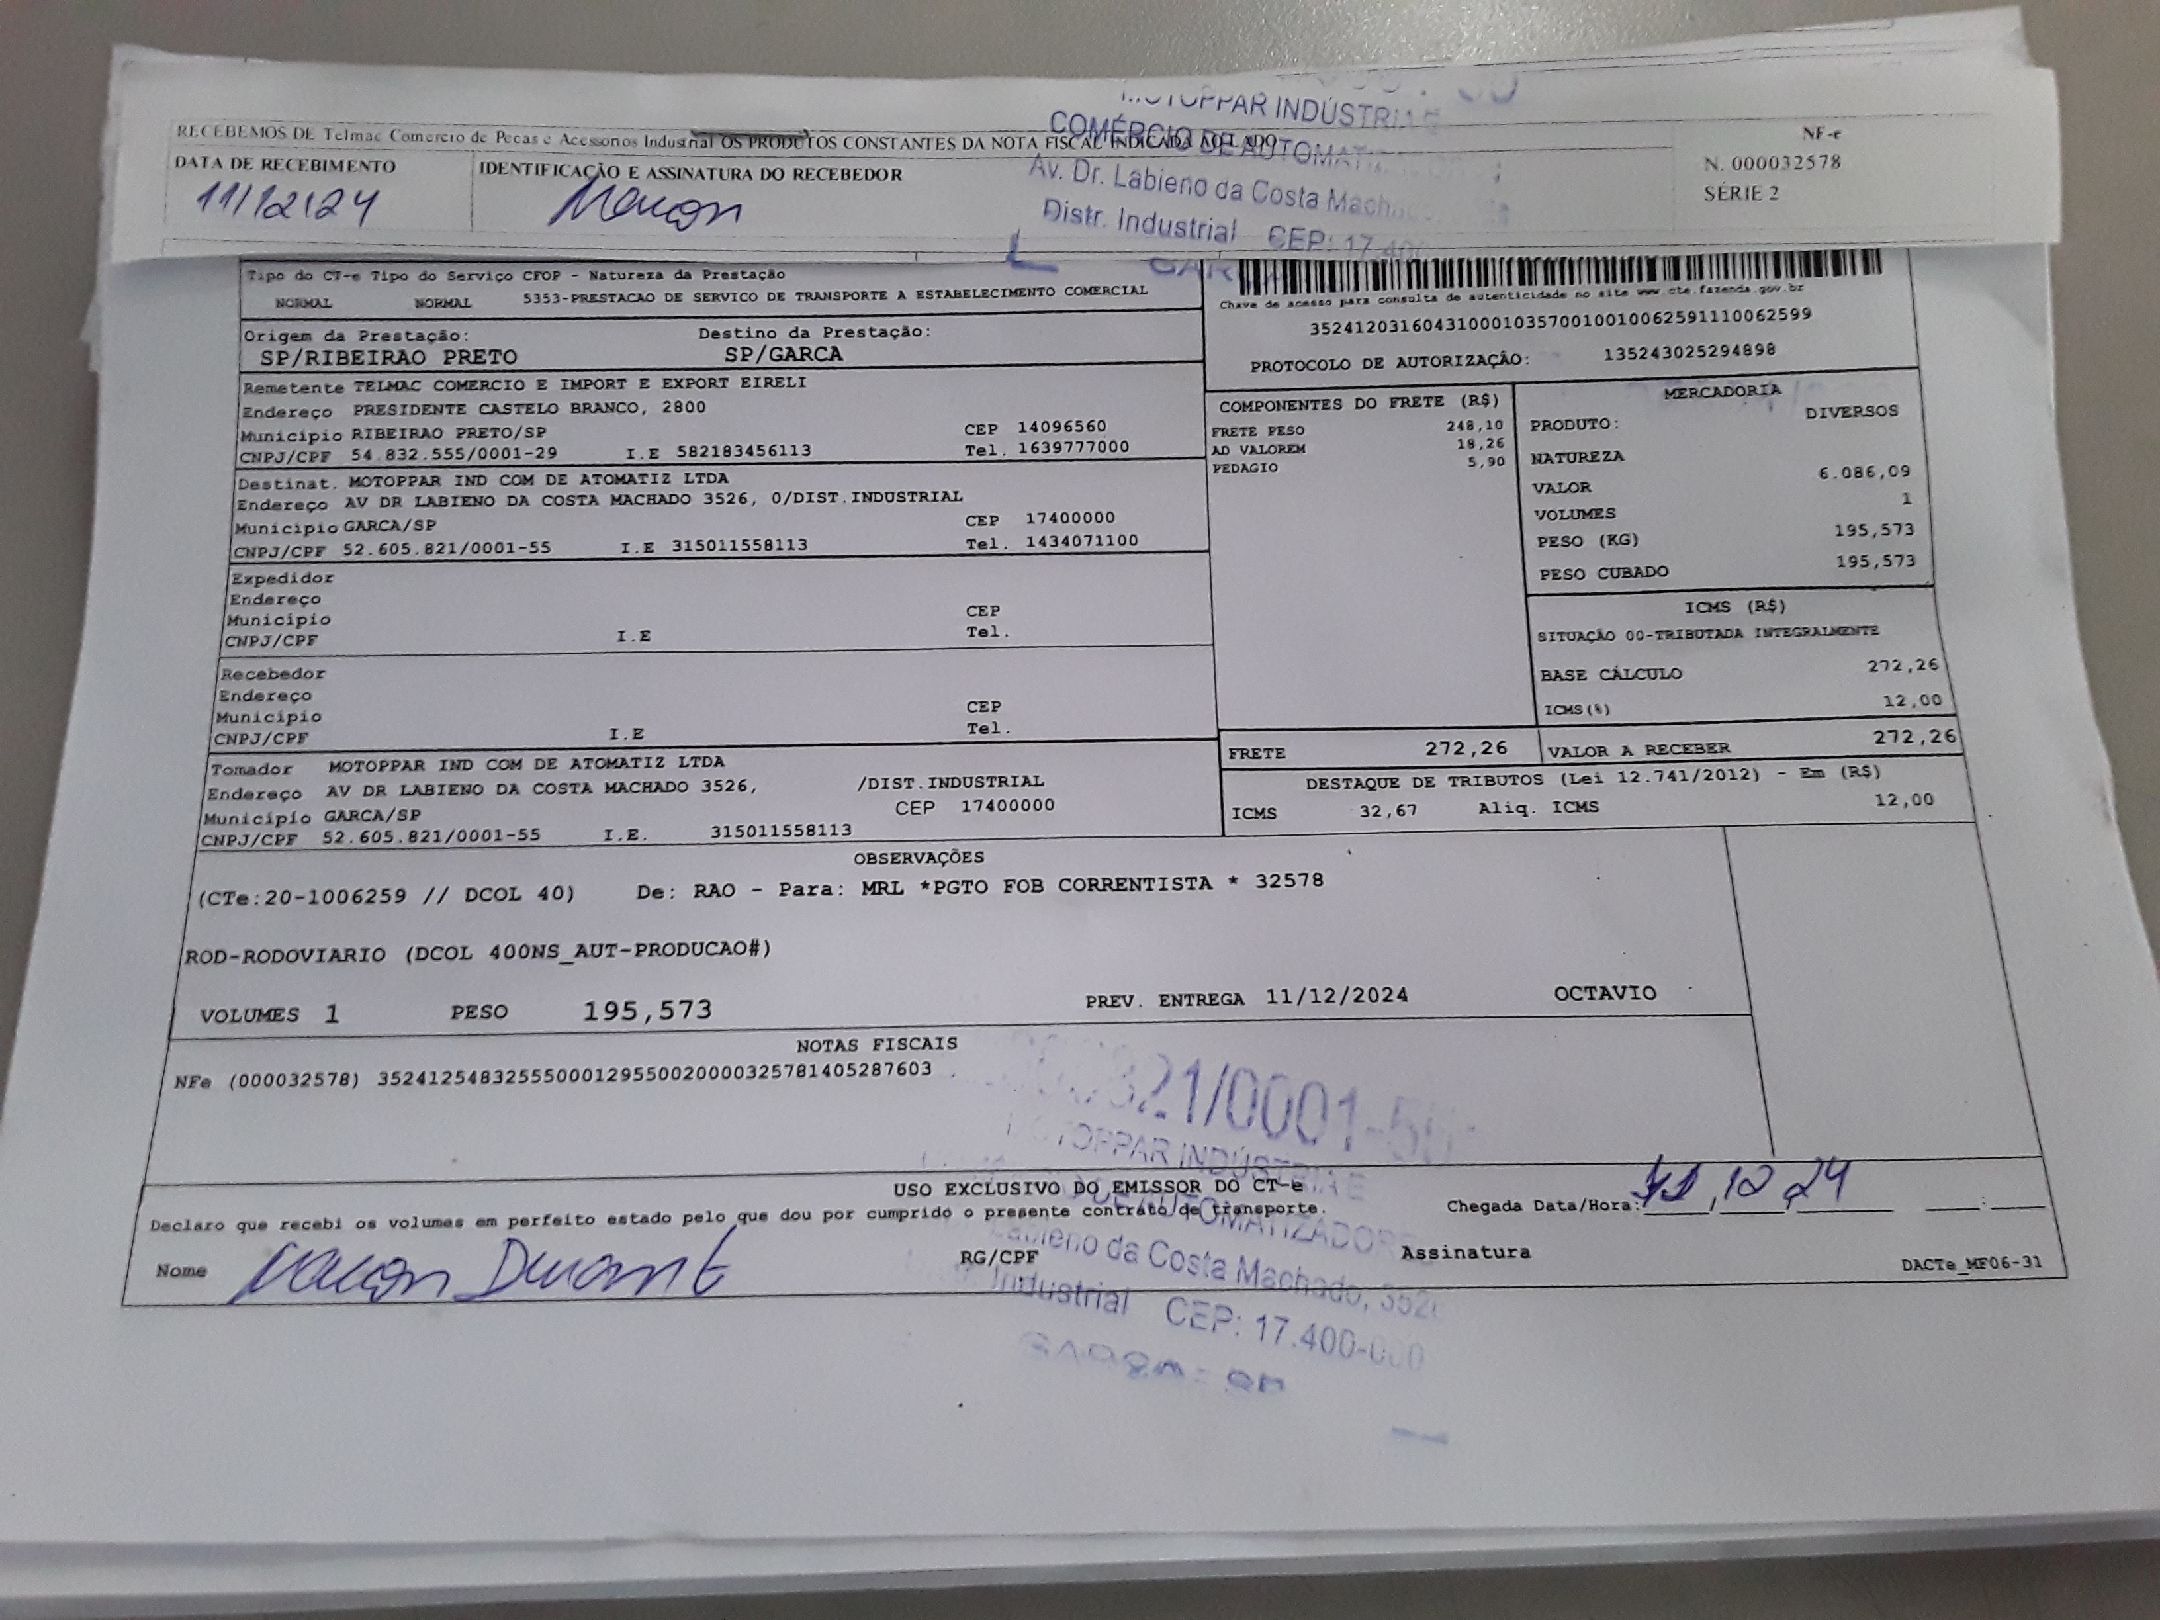 RECEBEMOS DE Telmac Comercio de Pecas e Acessorios Industrial OS PRODUTOS CONSTANTES DA NOTA FISCAL INDICADA AO LADO
NF-e
N. 000032578
SÉRIE 2
DATA DE RECEBIMENTO
11/12/24
IDENTIFICAÇÃO E ASSINATURA DO RECEBEDOR
MOTOPPAR INDÚSTRIA E
COMÉRCIO DE AUTOMATI
Av. Dr. Labieno da Costa Macha
Distr. Industrial CEP: 17.400
Tipo do CT-e Tipo do Serviço CFOP - Natureza da Prestação
NORMAL NORMAL 5353-PRESTACAO DE SERVICO DE TRANSPORTE A ESTABELECIMENTO COMERCIAL
Chave de acesso para consulta de autenticidade no site www.cte.fazenda.gov.br
35241203160431000103570010010062591110062599
PROTOCOLO DE AUTORIZAÇÃO: 135243025294898
Origem da Prestação: Destino da Prestação:
SP/RIBEIRAO PRETO SP/GARCA
Remetente TELMAC COMERCIO E IMPORT E EXPORT EIRELI
Endereço PRESIDENTE CASTELO BRANCO, 2800
Município RIBEIRAO PRETO/SP CEP 14096560
CNPJ/CPF 54.832.555/0001-29 I.E 582183456113 Tel. 1639777000
Destinat. MOTOPPAR IND COM DE ATOMATIZ LTDA
Endereço AV DR LABIENO DA COSTA MACHADO 3526, 0/DIST.INDUSTRIAL
Município GARCA/SP CEP 17400000
CNPJ/CPF 52.605.821/0001-55 I.E 315011558113 Tel. 1434071100
Expedidor
Endereço
Município CEP
CNPJ/CPF I.E Tel.
Recebedor
Endereço
Município CEP
CNPJ/CPF I.E Tel.
Tomador MOTOPPAR IND COM DE ATOMATIZ LTDA
Endereço AV DR LABIENO DA COSTA MACHADO 3526, /DIST.INDUSTRIAL
Município GARCA/SP CEP 17400000
CNPJ/CPF 52.605.821/0001-55 I.E. 315011558113
COMPONENTES DO FRETE (R$)
FRETE PESO 248,10
AD VALOREM 18,26
PEDAGIO 5,90
MERCADORIA
PRODUTO: DIVERSOS
NATUREZA
VALOR 6.086,09
VOLUMES 1
PESO (KG) 195,573
PESO CUBADO 195,573
ICMS (R$)
SITUAÇÃO 00-TRIBUTADA INTEGRALMENTE
BASE CÁLCULO 272,26
ICMS(%) 12,00
FRETE 272,26 VALOR A RECEBER 272,26
DESTAQUE DE TRIBUTOS (Lei 12.741/2012) - Em (R$)
ICMS 32,67 Aliq. ICMS 12,00
OBSERVAÇÕES
(CTe:20-1006259 // DCOL 40) De: RAO - Para: MRL *PGTO FOB CORRENTISTA * 32578
ROD-RODOVIARIO (DCOL 400NS_AUT-PRODUCAO#)
VOLUMES 1 PESO 195,573 PREV. ENTREGA 11/12/2024 OCTAVIO
NOTAS FISCAIS
NFe (000032578) 35241254832555000129550020000325781405287603
21/0001-55
MOTOPPAR INDÚSTRIA E
USO EXCLUSIVO DO EMISSOR DO CT-e
Declaro que recebi os volumes em perfeito estado pelo que dou por cumprido o presente contrato de transporte.
Chegada Data/Hora: 11,12,24 :
AUTOMATIZADOR
Nome RG/CPF Assinatura
Labieno da Costa Machado, 352
Industrial CEP: 17.400-000
DACTe_MF06-31